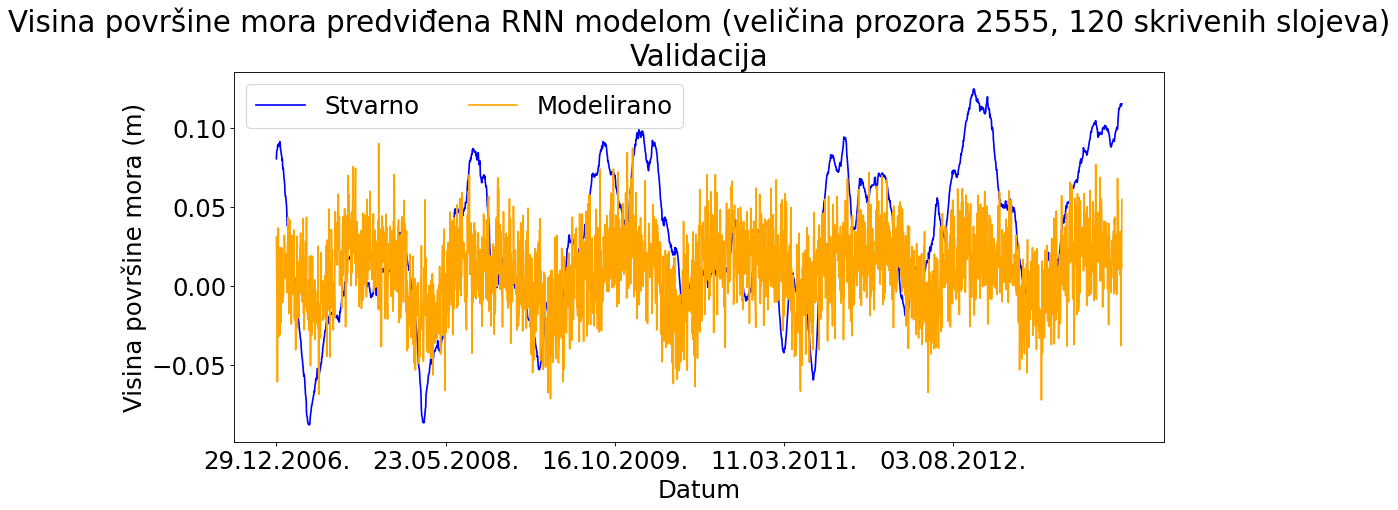 Visina površine mora predviđena RNN modelom (veličina prozora 2555, 120 skrivenih slojeva)
Validacija
Stvarno Modelirano
Visina površine mora (m)
0.10
0.05
0.00
−0.05
29.12.2006. 23.05.2008. 16.10.2009. 11.03.2011. 03.08.2012.
Datum